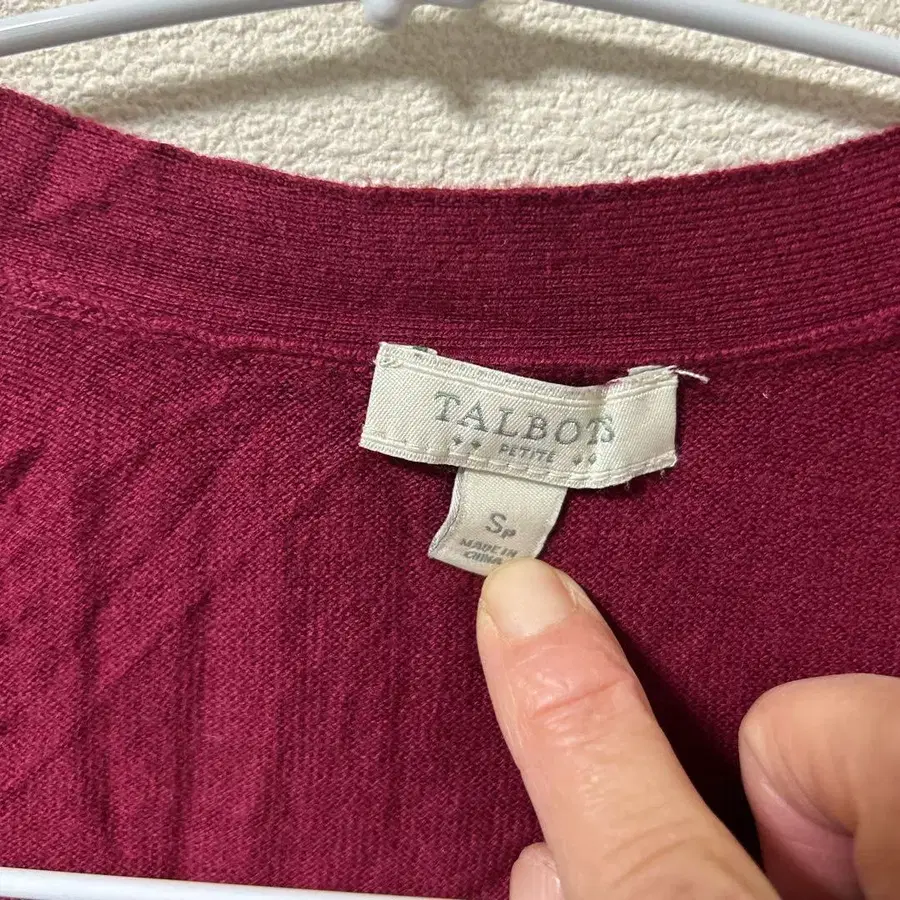 TALBOTS
PETITE
SP
MADE IN
CHINA